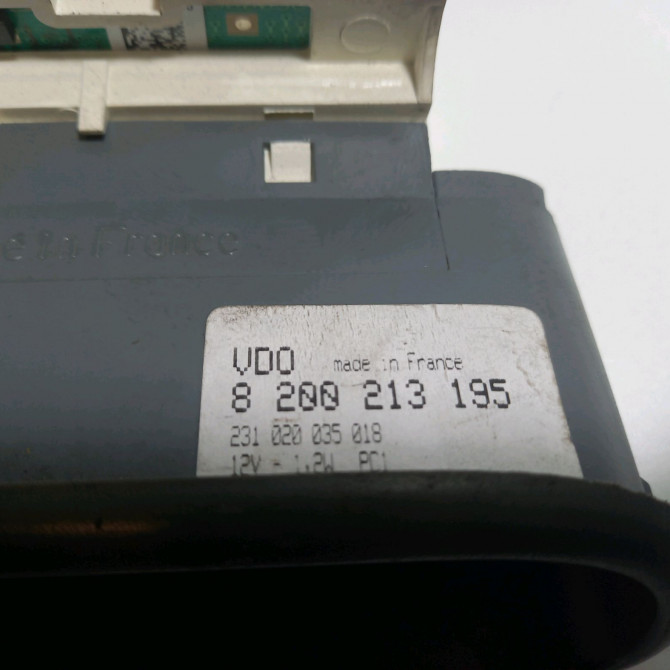 e in France
VDO made in France
8 200 213 195
231 020 035 018
12V - 1,2W PC1